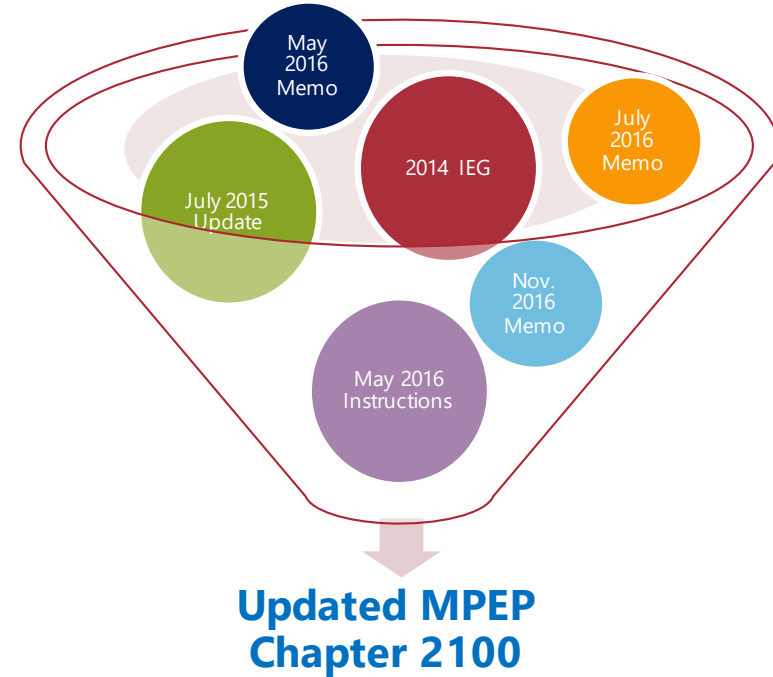 May
2016
Memo
2014 IEG
July
2016
Memo
July 2015
Update
Nov.
2016
Memo
May 2016
Instructions
Updated MPEP
Chapter 2100